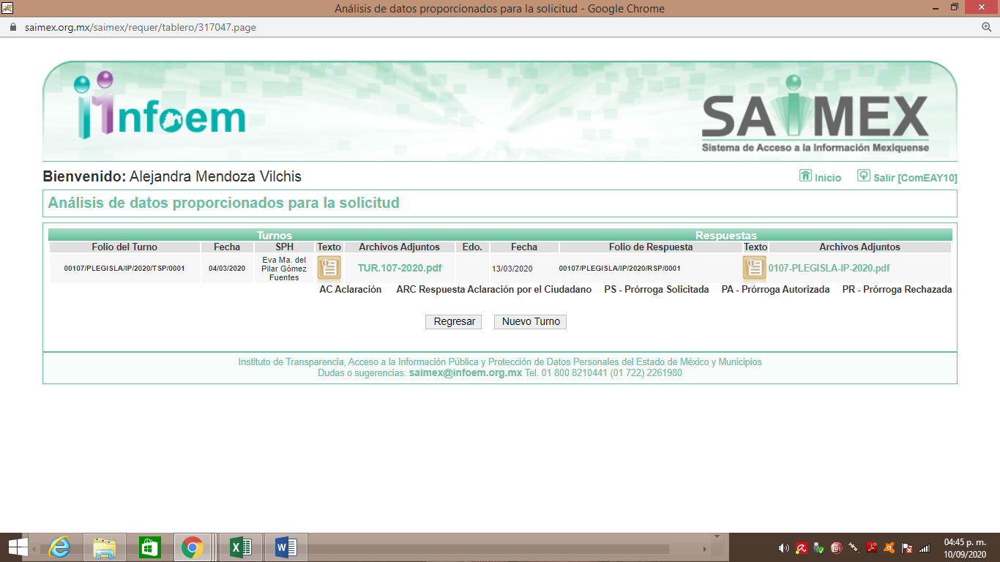 Análisis de datos proporcionados para la solicitud - Google Chrome
saimex.org.mx/saimex/requer/tablero/317047.page
infoem
SAIMEX
Sistema de Acceso a la Información Mexiquense
Bienvenido: Alejandra Mendoza Vilchis
Inicio Salir [ComEAY10]
Análisis de datos proporcionados para la solicitud
Turnos Respuestas
Folio del Turno Fecha SPH Texto Archivos Adjuntos Edo. Fecha Folio de Respuesta Texto Archivos Adjuntos
00107/PLEGISLA/IP/2020/TSP/0001 04/03/2020 Eva Ma. del Pilar Gómez Fuentes TUR.107-2020.pdf 13/03/2020 00107/PLEGISLA/IP/2020/RSP/0001 0107-PLEGISLA-IP-2020.pdf
AC Aclaración ARC Respuesta Aclaración por el Ciudadano PS - Prórroga Solicitada PA - Prórroga Autorizada PR - Prórroga Rechazada
Regresar Nuevo Turno
Instituto de Transparencia, Acceso a la Información Pública y Protección de Datos Personales del Estado de México y Municipios
Dudas o sugerencias: saimex@infoem.org.mx Tel. 01 800 8210441 (01 722) 2261980
04:45 p. m.
10/09/2020